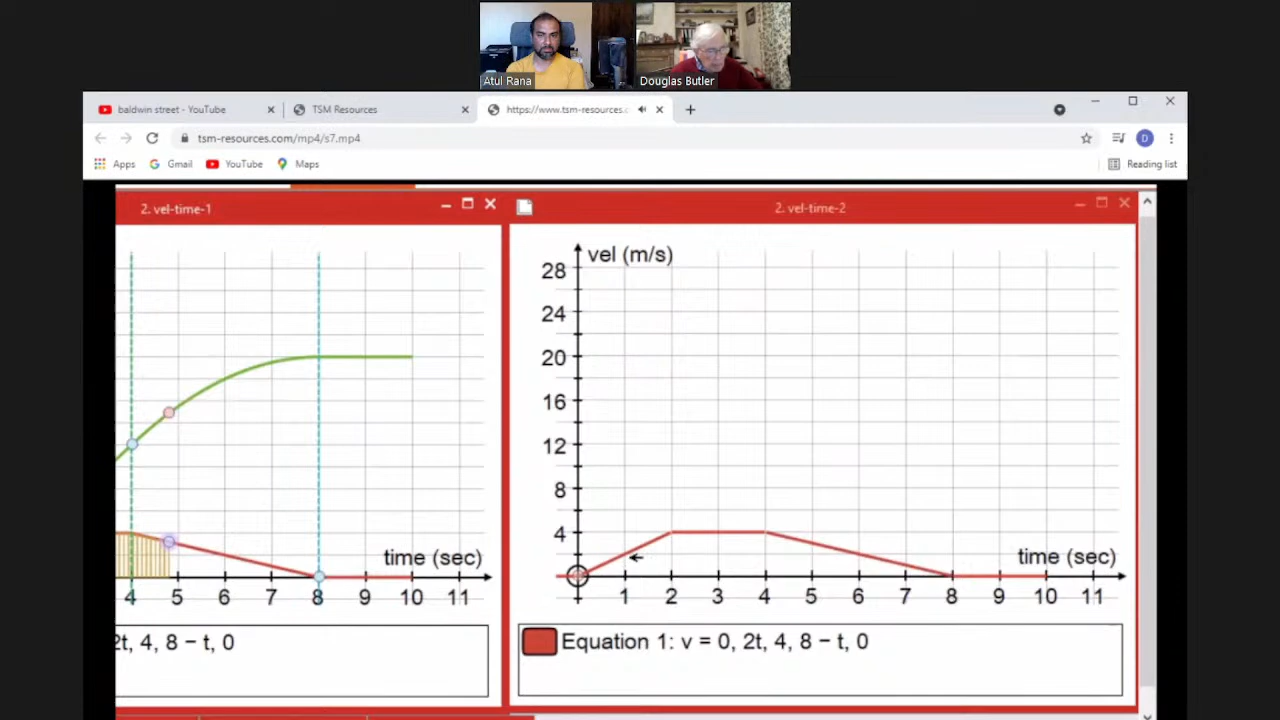 Atul Rana
Douglas Butler
baldwin street - YouTube
TSM Resources
https://www.tsm-resources.c
tsm-resources.com/mp4/s7.mp4
D
Apps
Gmail
YouTube
Maps
Reading list
2. vel-time-1
2. vel-time-2
time (sec)
4 5 6 7 8 9 10 11
2t, 4, 8 − t, 0
vel (m/s)
28
24
20
16
12
8
4
time (sec)
1 2 3 4 5 6 7 8 9 10 11
Equation 1: v = 0, 2t, 4, 8 − t, 0